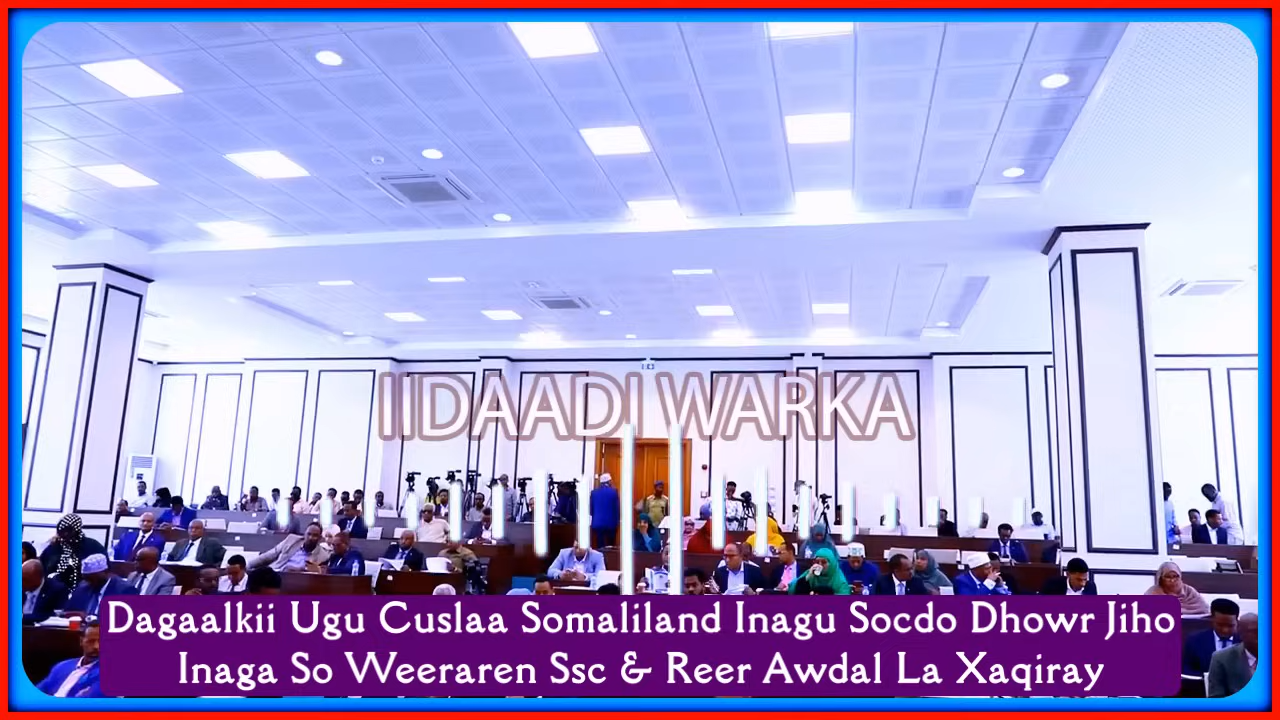 IIDAADI WARKA
Dagaalkii Ugu Cuslaa Somaliland Inagu Socdo Dhowr Jiho
Inaga So Weeraren Ssc & Reer Awdal La Xaqiray